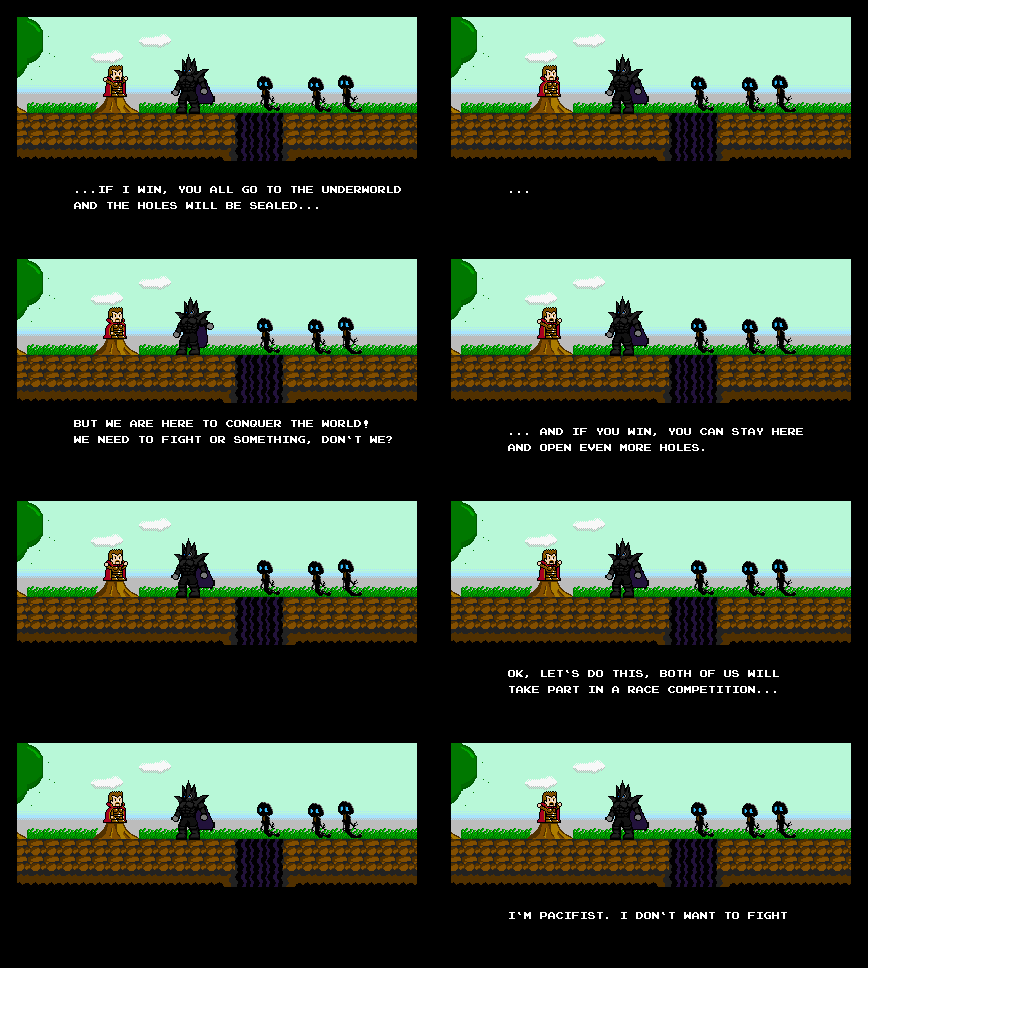 ...IF I WIN, YOU ALL GO TO THE UNDERWORLD
AND THE HOLES WILL BE SEALED...
...
BUT WE ARE HERE TO CONQUER THE WORLD!
WE NEED TO FIGHT OR SOMETHING, DON'T WE?
... AND IF YOU WIN, YOU CAN STAY HERE
AND OPEN EVEN MORE HOLES.
OK, LET'S DO THIS, BOTH OF US WILL
TAKE PART IN A RACE COMPETITION...
I'M PACIFIST. I DON'T WANT TO FIGHT